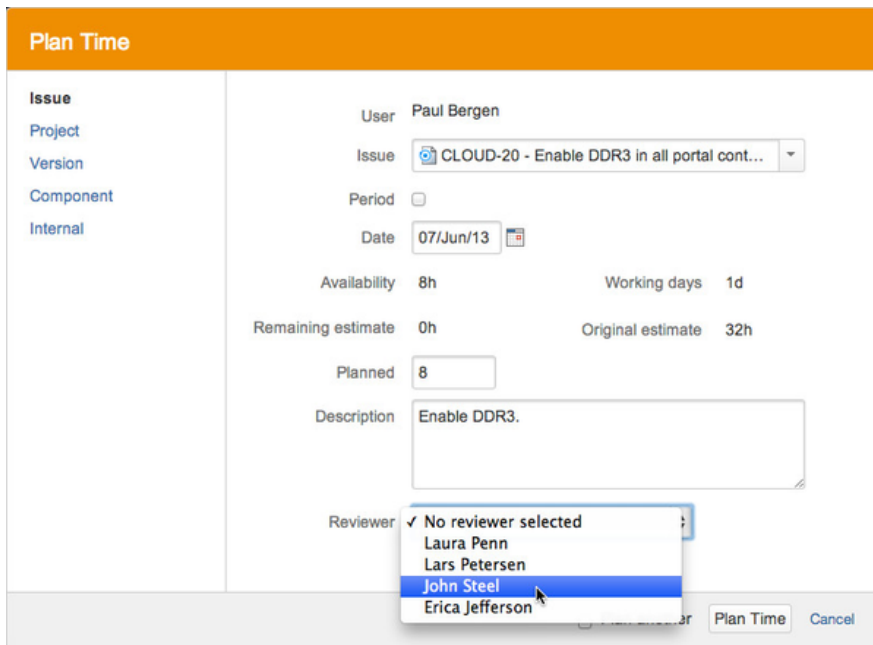 Plan Time
Issue
Project
Version
Component
Internal
User Paul Bergen
Issue CLOUD-20 - Enable DDR3 in all portal cont...
Period
Date 07/Jun/13
Availability 8h Working days 1d
Remaining estimate 0h Original estimate 32h
Planned 8
Description Enable DDR3.
Reviewer ✓ No reviewer selected
Laura Penn
Lars Petersen
John Steel
Erica Jefferson
Plan Time Cancel